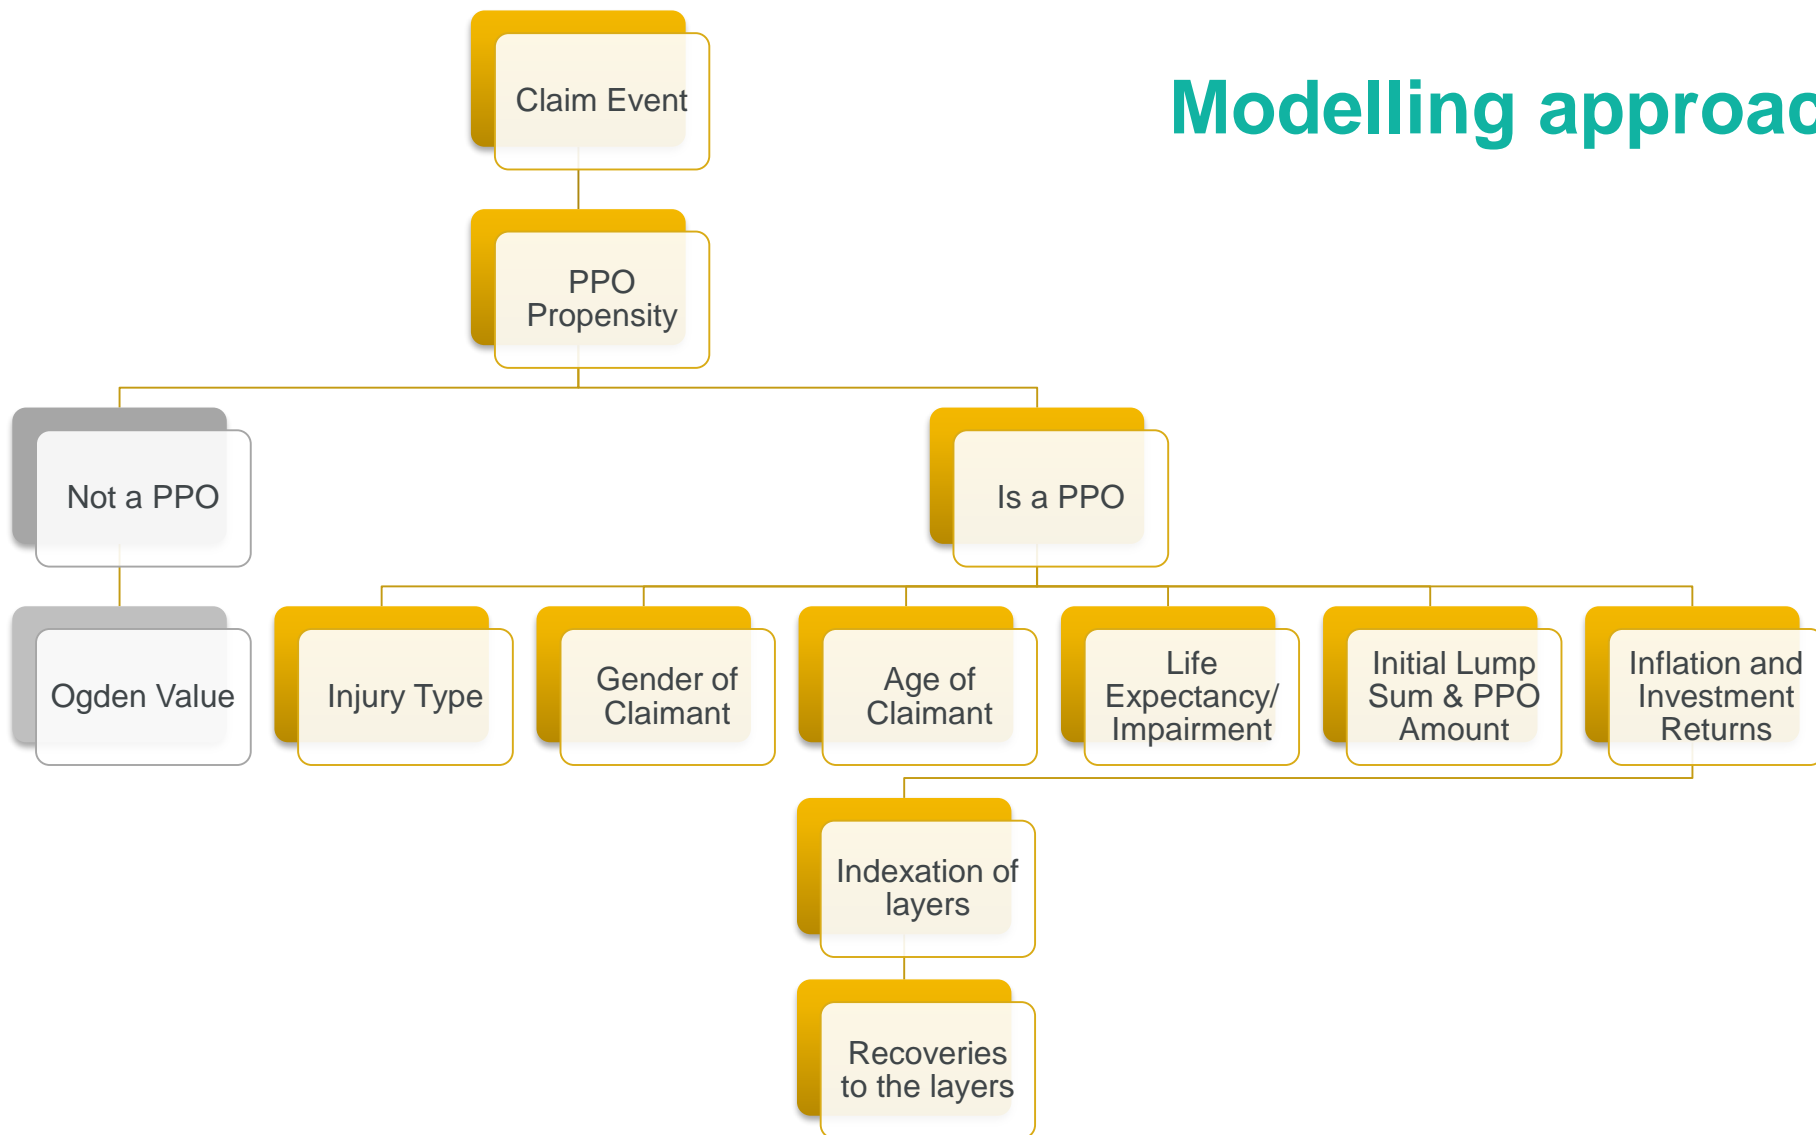 Modelling approac
Claim Event
PPO
Propensity
Not a PPO
Is a PPO
Ogden Value
Injury Type
Gender of
Claimant
Age of
Claimant
Life
Expectancy/
Impairment
Initial Lump
Sum & PPO
Amount
Inflation and
Investment
Returns
Indexation of
layers
Recoveries
to the layers